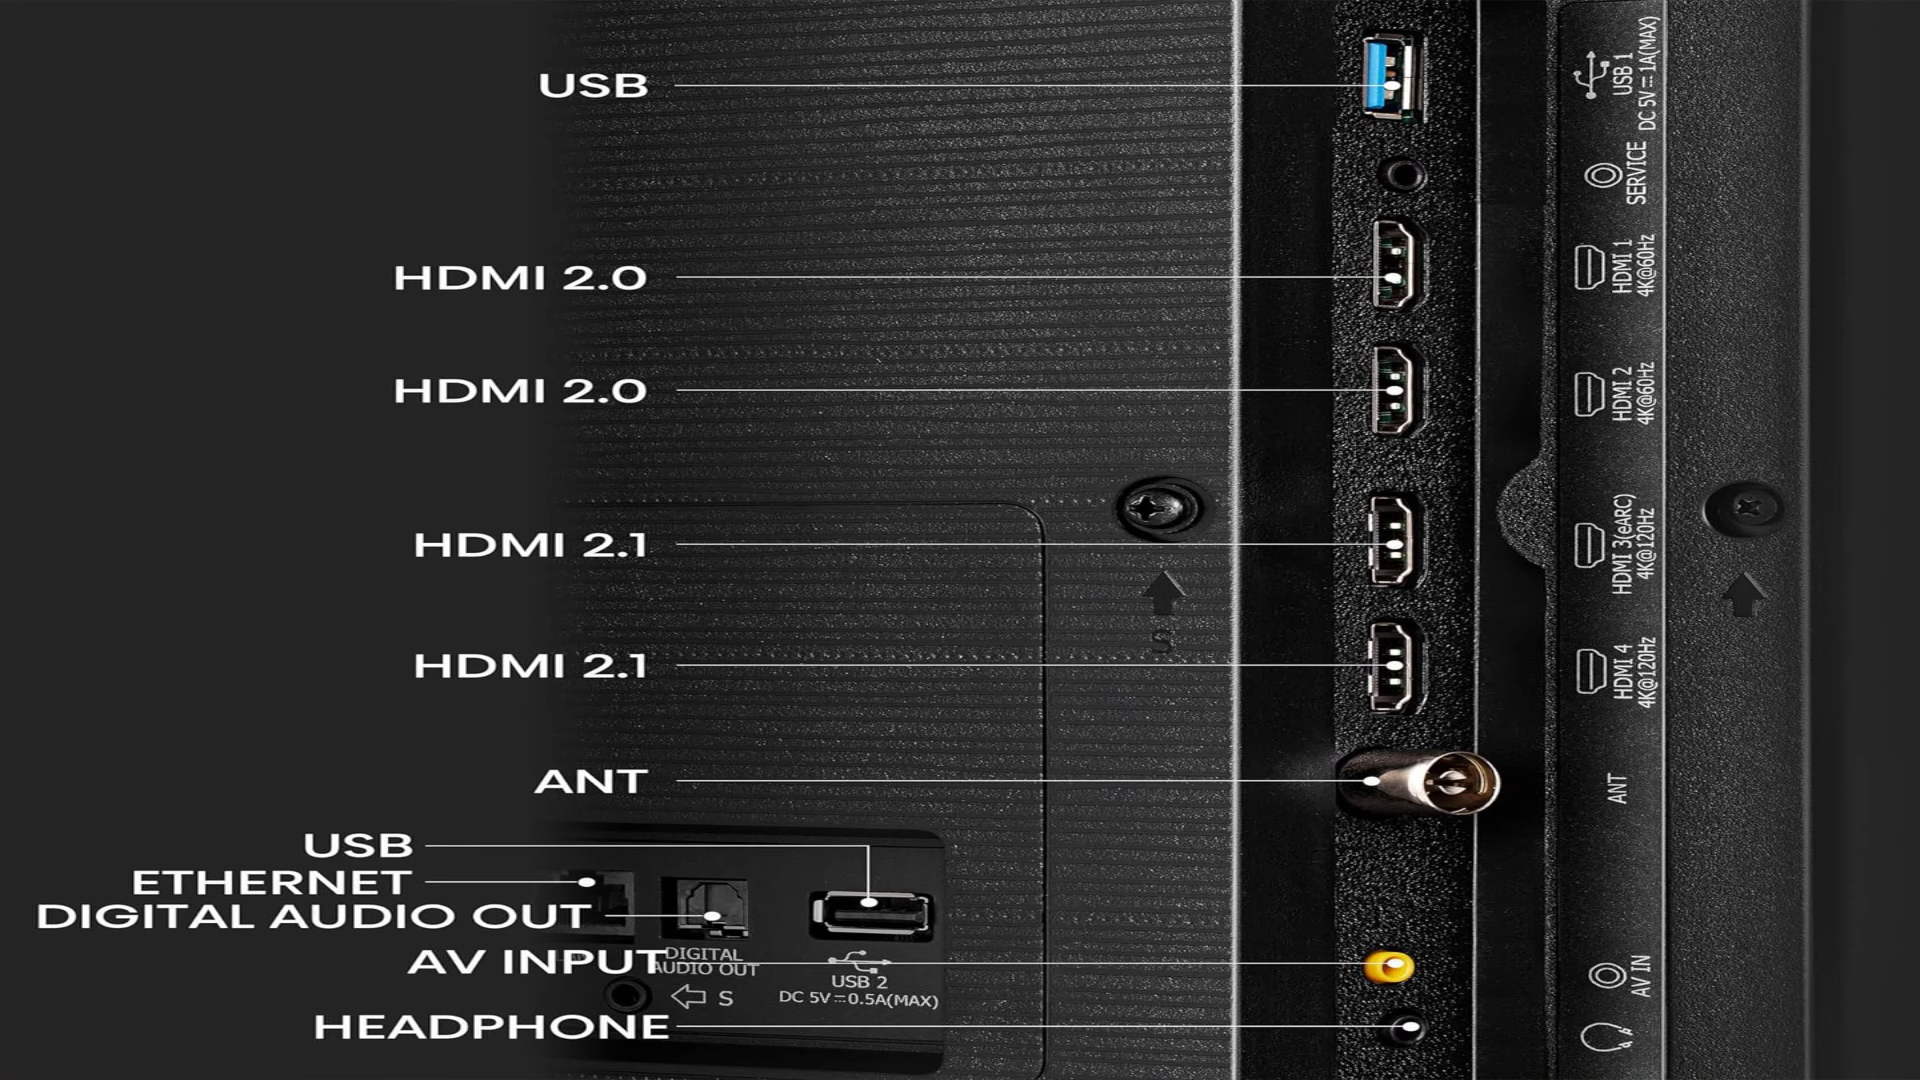 USB
HDMI 2.0
HDMI 2.0
HDMI 2.1
HDMI 2.1
ANT
USB
ETHERNET
DIGITAL AUDIO OUT
AV INPUT
HEADPHONE
DIGITAL
AUDIO OUT
S
USB 2
DC 5V⎓0.5A(MAX)
S
USB 1
DC 5V⎓1A(MAX)
SERVICE
HDMI 1
4K@60Hz
HDMI 2
4K@60Hz
HDMI 3(eARC)
4K@120Hz
HDMI 4
4K@120Hz
ANT
AV IN